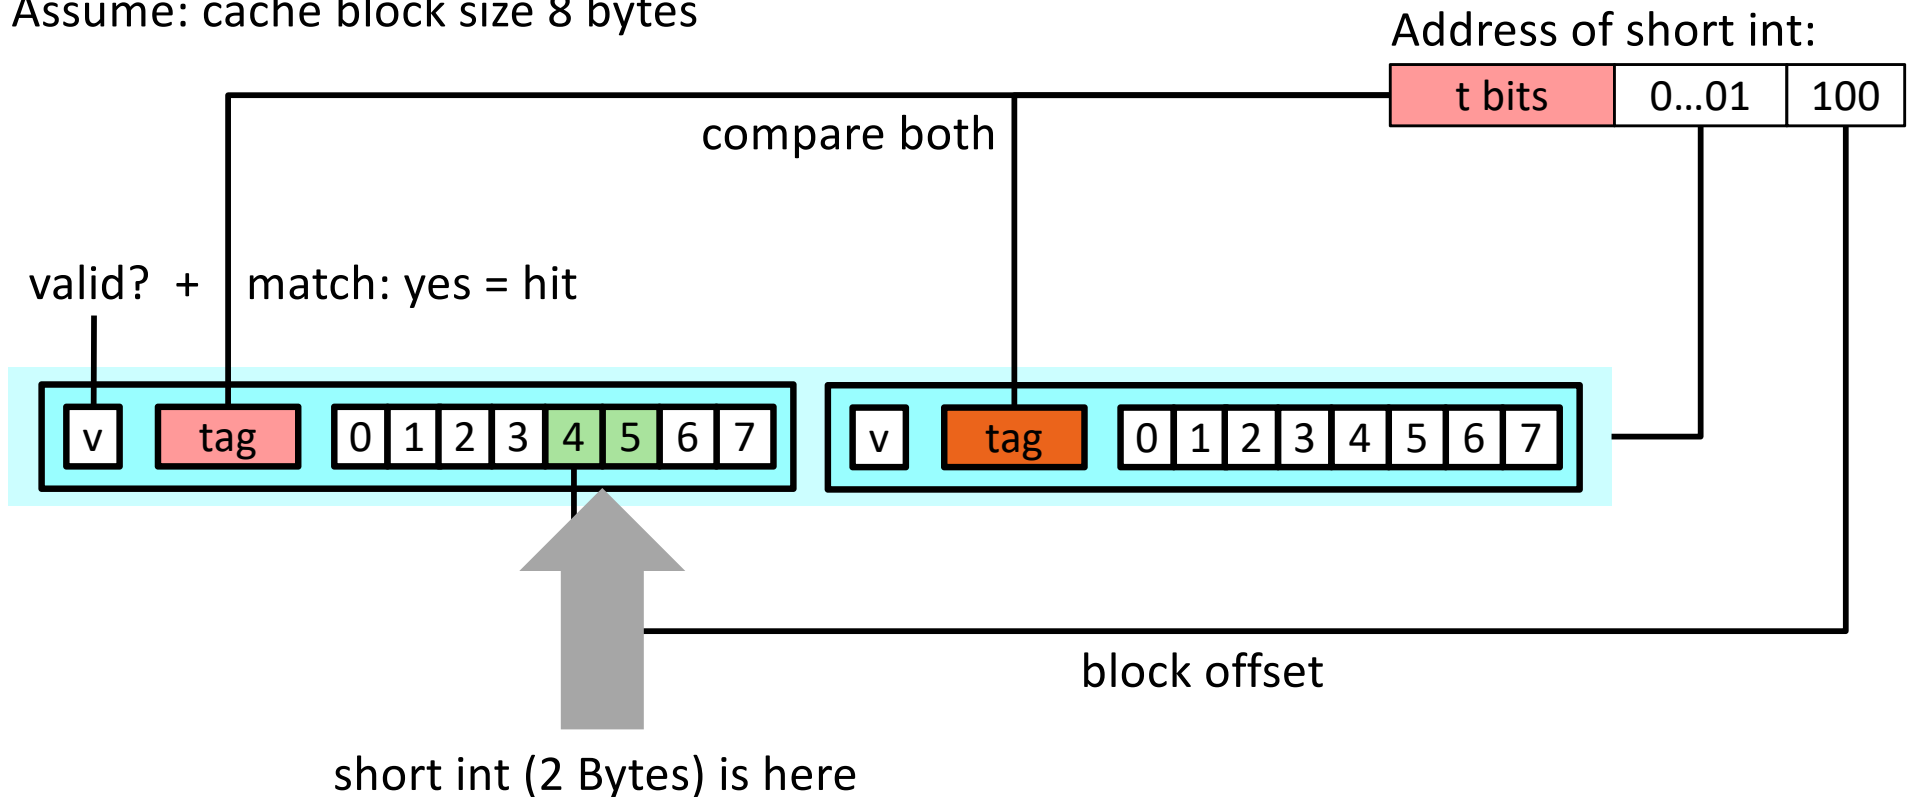 Assume: cache block size 8 bytes
Address of short int:
t bits 0...01 100
compare both
valid? + match: yes = hit
v tag 0 1 2 3 4 5 6 7 v tag 0 1 2 3 4 5 6 7
block offset
short int (2 Bytes) is here